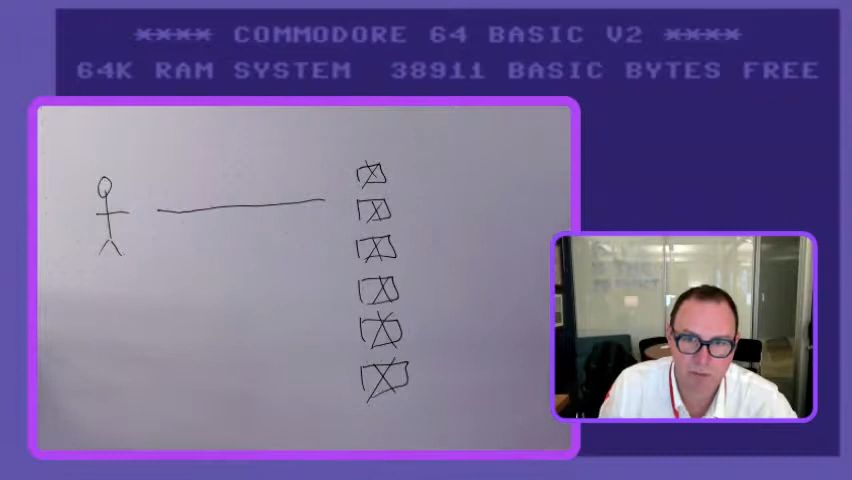 **** COMMODORE 64 BASIC V2 ****
64K RAM SYSTEM 38911 BASIC BYTES FREE